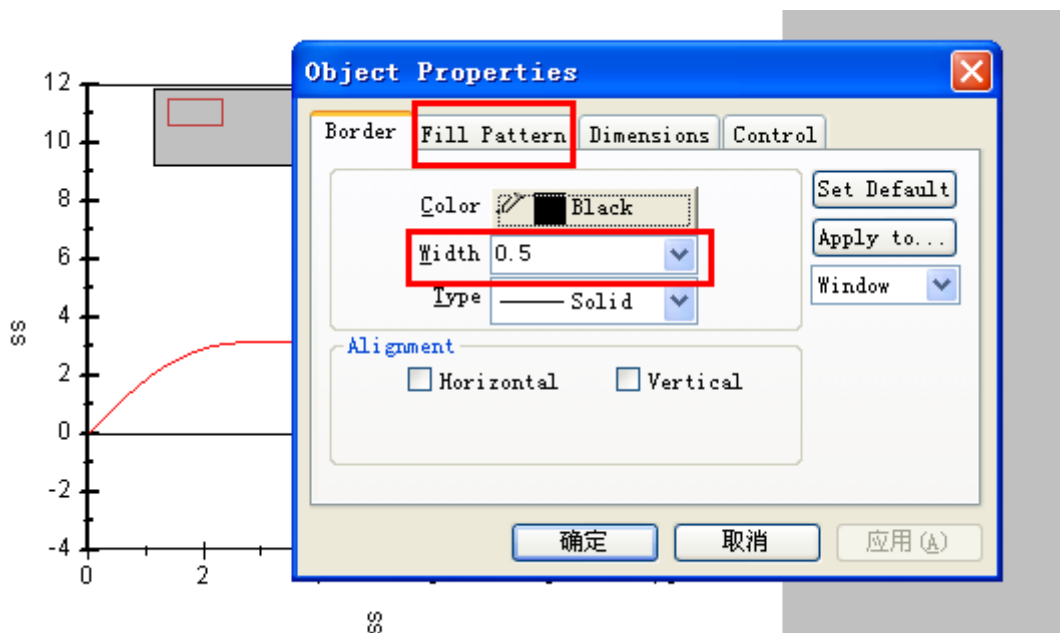 Object Properties
Border Fill Pattern Dimensions Control
Color Black
Width 0.5
Type Solid
Set Default
Apply to...
Window
Alignment
Horizontal Vertical
确定 取消 应用(A)
12
10
8
6
4
2
0
-2
-4
0 2
ss
ss